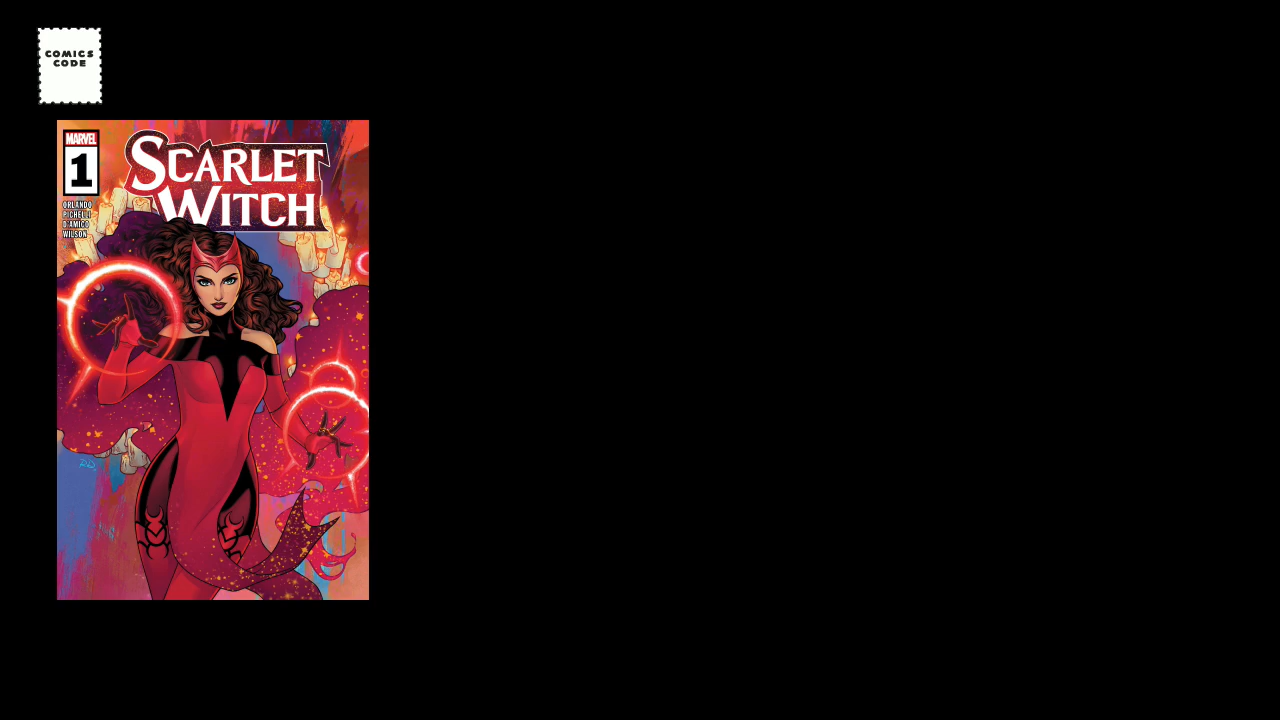 COMICS
CODE
MARVEL
1
SCARLET
WITCH
ORLANDO
PICHELLI
D'AMICO
WILSON